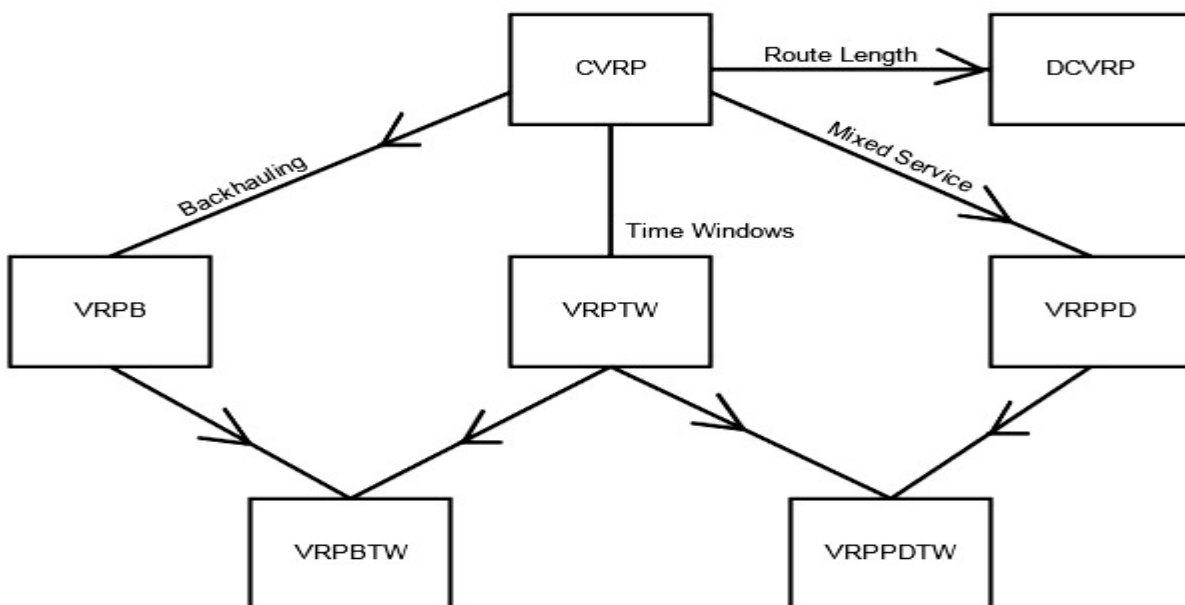 CVRP
Route Length
DCVRP
Backhauling
Mixed Service
Time Windows
VRPB
VRPTW
VRPPD
VRPBTW
VRPPDTW